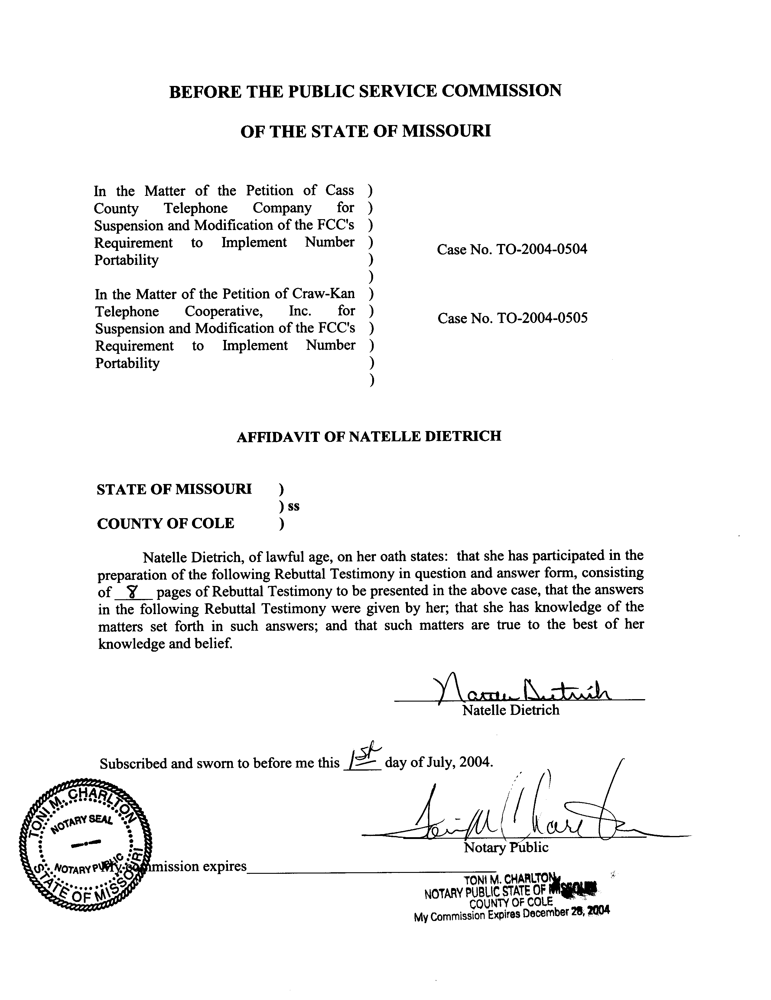 BEFORE THE PUBLIC SERVICE COMMISSION
OF THE STATE OF MISSOURI
In the Matter of the Petition of Cass )
County Telephone Company for )
Suspension and Modification of the FCC's )
Requirement to Implement Number )
Case No. TO-2004-0504
Portability )
)
In the Matter of the Petition of Craw-Kan )
Telephone Cooperative, Inc. for )
Case No. TO-2004-0505
Suspension and Modification of the FCC's )
Requirement to Implement Number )
Portability )
)
AFFIDAVIT OF NATELLE DIETRICH
STATE OF MISSOURI )
) ss
COUNTY OF COLE )
Natelle Dietrich, of lawful age, on her oath states: that she has participated in the
preparation of the following Rebuttal Testimony in question and answer form, consisting
of 8 pages of Rebuttal Testimony to be presented in the above case, that the answers
in the following Rebuttal Testimony were given by her; that she has knowledge of the
matters set forth in such answers; and that such matters are true to the best of her
knowledge and belief.
Natelle Dietrich
Natelle Dietrich
Subscribed and sworn to before me this 1st day of July, 2004.
Toni M Charlton
Notary Public
TONI M. CHARLTON
NOTARY SEAL
NOTARY PUBLIC
STATE OF MISSOURI
My commission expires
TONI M. CHARLTON
NOTARY PUBLIC STATE OF MISSOURI
COUNTY OF COLE
My Commission Expires December 28, 2004